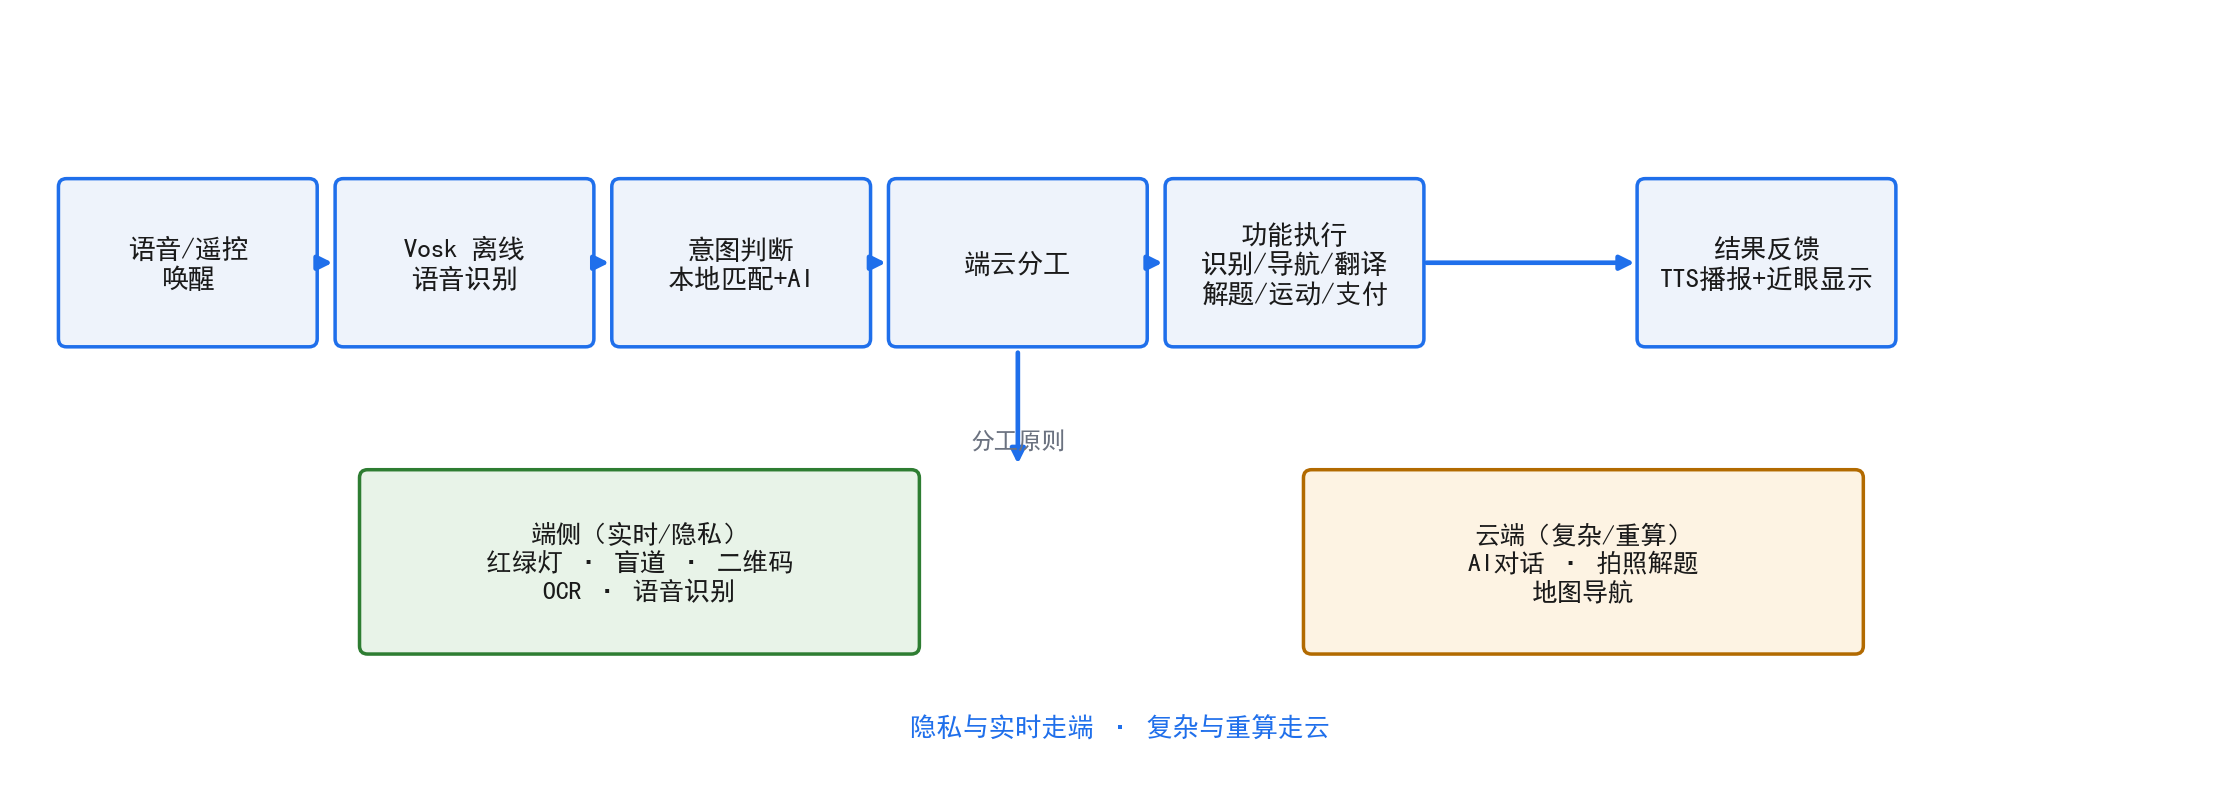 语音/遥控
唤醒
Vosk 离线
语音识别
意图判断
本地匹配+AI
端云分工
功能执行
识别/导航/翻译
解题/运动/支付
结果反馈
TTS播报+近眼显示
分工原则
端侧（实时/隐私）
红绿灯 · 盲道 · 二维码
OCR · 语音识别
云端（复杂/重算）
AI对话 · 拍照解题
地图导航
隐私与实时走端 · 复杂与重算走云